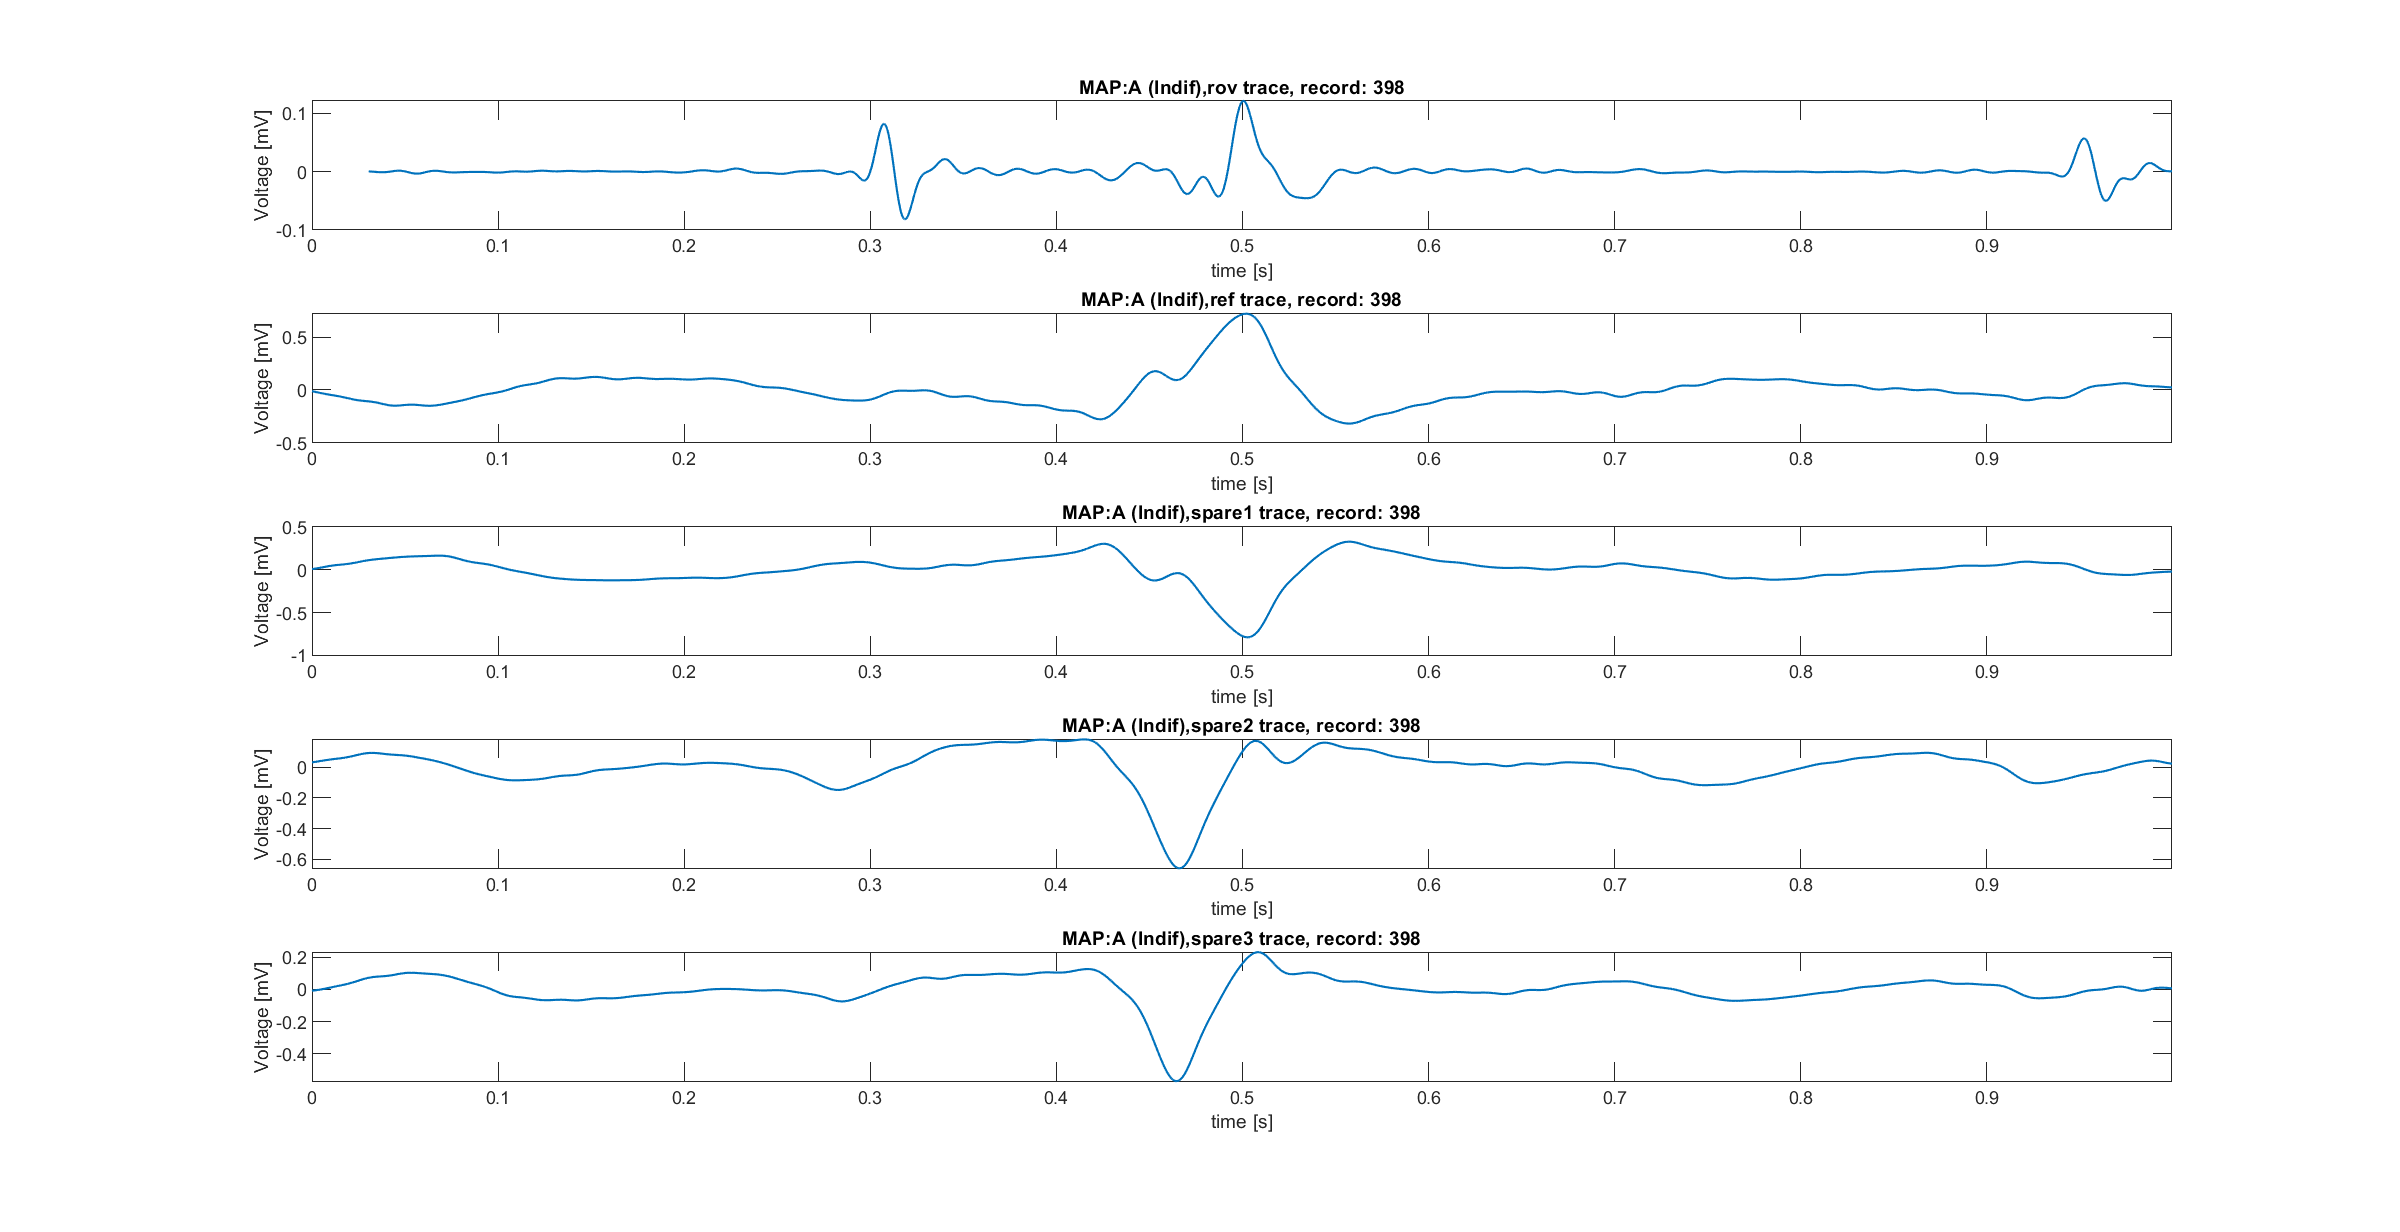 MAP:A (Indif),rov trace, record: 398
Voltage [mV]
0.1
0
-0.1
0 0.1 0.2 0.3 0.4 0.5 0.6 0.7 0.8 0.9
time [s]
MAP:A (Indif),ref trace, record: 398
Voltage [mV]
0.5
0
-0.5
0 0.1 0.2 0.3 0.4 0.5 0.6 0.7 0.8 0.9
time [s]
MAP:A (Indif),spare1 trace, record: 398
Voltage [mV]
0.5
0
-0.5
-1
0 0.1 0.2 0.3 0.4 0.5 0.6 0.7 0.8 0.9
time [s]
MAP:A (Indif),spare2 trace, record: 398
Voltage [mV]
0
-0.2
-0.4
-0.6
0 0.1 0.2 0.3 0.4 0.5 0.6 0.7 0.8 0.9
time [s]
MAP:A (Indif),spare3 trace, record: 398
Voltage [mV]
0.2
0
-0.2
-0.4
0 0.1 0.2 0.3 0.4 0.5 0.6 0.7 0.8 0.9
time [s]